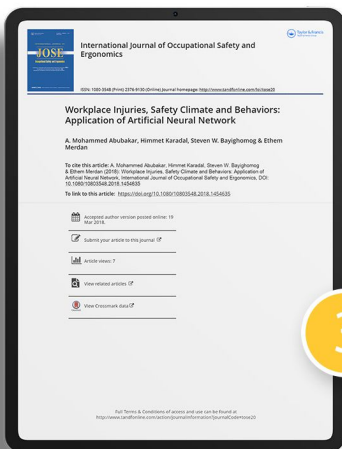 Taylor & Francis
JOSE
International Journal of Occupational Safety and
Ergonomics
ISSN: 1080-3548 (Print) 2376-9130 (Online) Journal homepage: http://www.tandfonline.com/loi/tose20
Workplace Injuries, Safety Climate and Behaviors:
Application of Artificial Neural Network
A. Mohammed Abubakar, Himmet Karadal, Steven W. Bayighomog & Ethem
Merdan
To cite this article: A. Mohammed Abubakar, Himmet Karadal, Steven W. Bayighomog
& Ethem Merdan (2018): Workplace Injuries, Safety Climate and Behaviors: Application of
Artificial Neural Network, International Journal of Occupational Safety and Ergonomics, DOI:
10.1080/10803548.2018.1454635
To link to this article: https://doi.org/10.1080/10803548.2018.1454635
Accepted author version posted online: 19
Mar 2018.
Submit your article to this journal
Article views: 7
View related articles
View Crossmark data
Full Terms & Conditions of access and use can be found at
http://www.tandfonline.com/action/journalInformation?journalCode=tose20